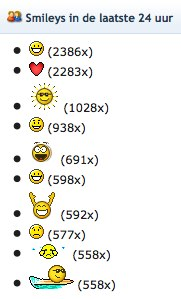 Smileys in de laatste 24 uur
(2386x)
(2283x)
(1028x)
(938x)
(691x)
(598x)
(592x)
(577x)
(558x)
(558x)